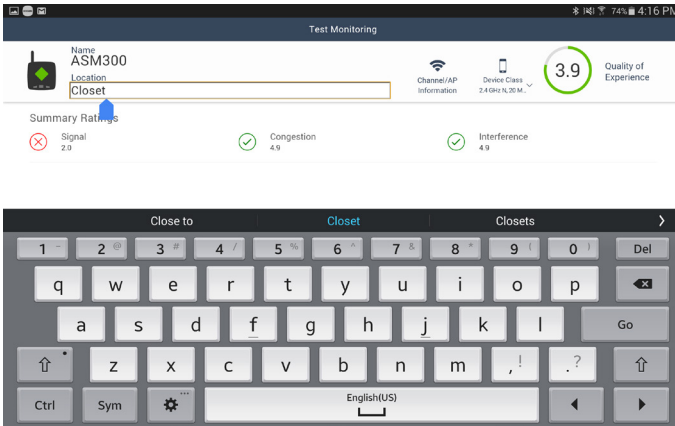 74% 4:16 PM
Test Monitoring
Name
ASM300
Location
Closet
Channel/AP
Information
Device Class
2.4 GHz N, 20 M..
3.9
Quality of
Experience
Summary Ratings
Signal
2.0
Congestion
4.9
Interference
4.9
Close to Closet Closets
1 - 2 @ 3 # 4 / 5 % 6 ^ 7 & 8 * 9 ( 0 ) Del
q w e r t y u i o p
a s d f g h j k l Go
z x c v b n m , ! . ?
Ctrl Sym English(US)